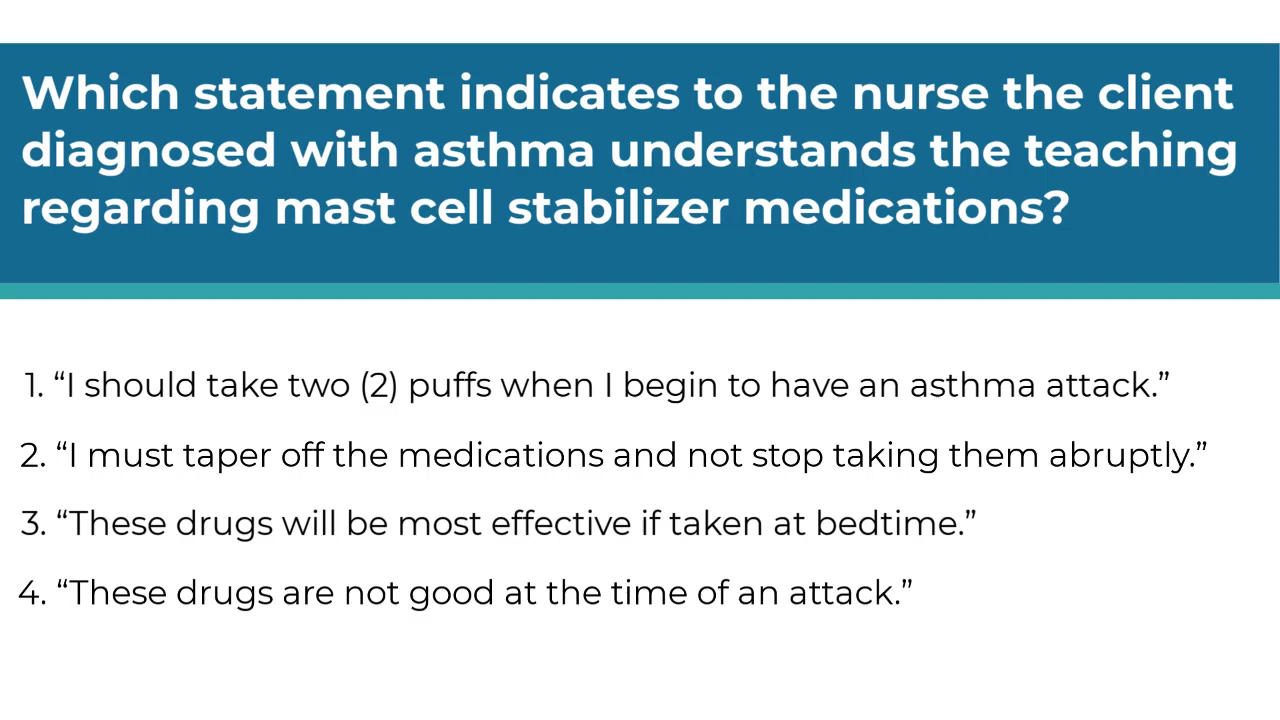 Which statement indicates to the nurse the client
diagnosed with asthma understands the teaching
regarding mast cell stabilizer medications?
1. “I should take two (2) puffs when I begin to have an asthma attack.”
2. “I must taper off the medications and not stop taking them abruptly.”
3. “These drugs will be most effective if taken at bedtime.”
4. “These drugs are not good at the time of an attack.”